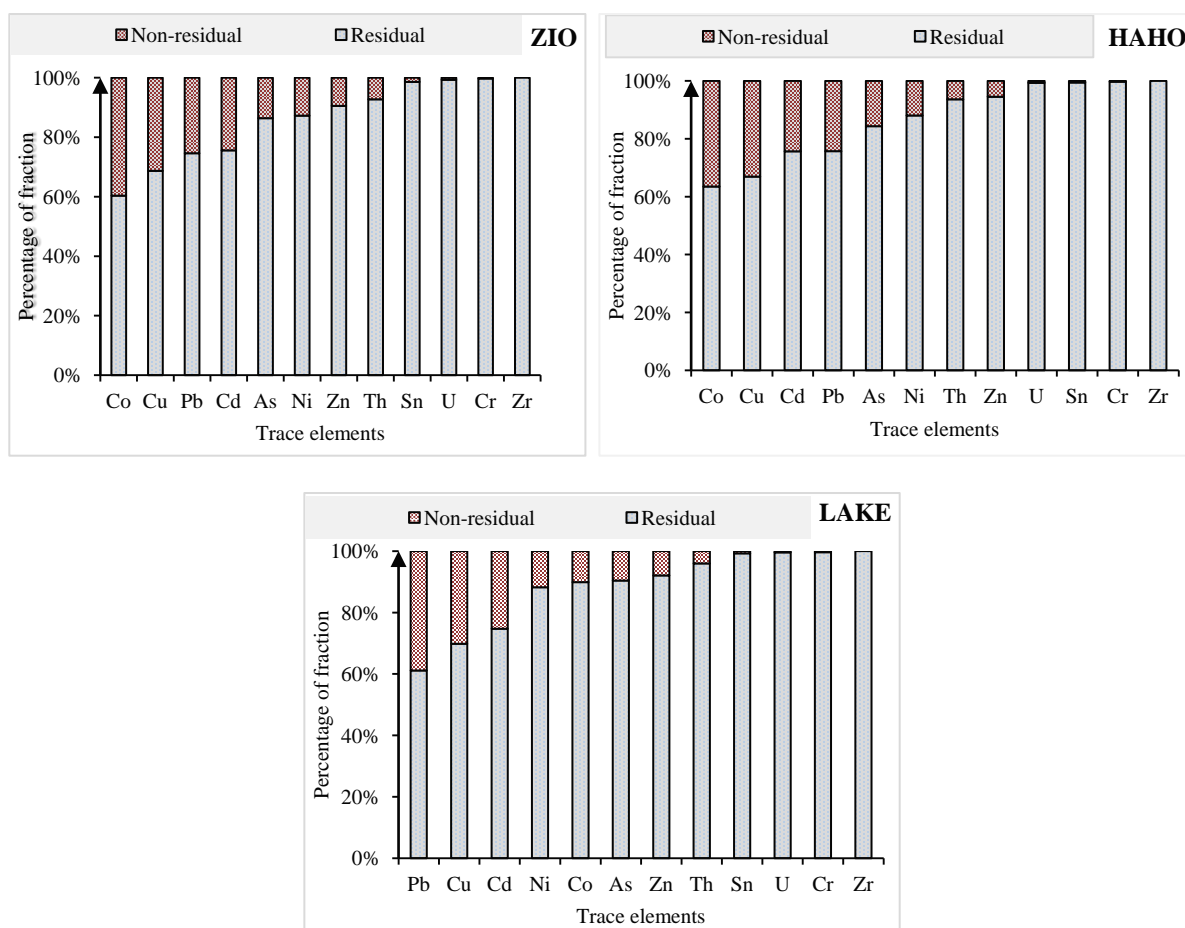 Non-residual Residual ZIO
Percentage of fraction
100%
80%
60%
40%
20%
0%
Co Cu Pb Cd As Ni Zn Th Sn U Cr Zr
Trace elements
Non-residual Residual HAHO
Percentage of fraction
100%
80%
60%
40%
20%
0%
Co Cu Cd Pb As Ni Th Zn U Sn Cr Zr
Trace elements
Non-residual Residual LAKE
Percentage of fraction
100%
80%
60%
40%
20%
0%
Pb Cu Cd Ni Co As Zn Th Sn U Cr Zr
Trace elements